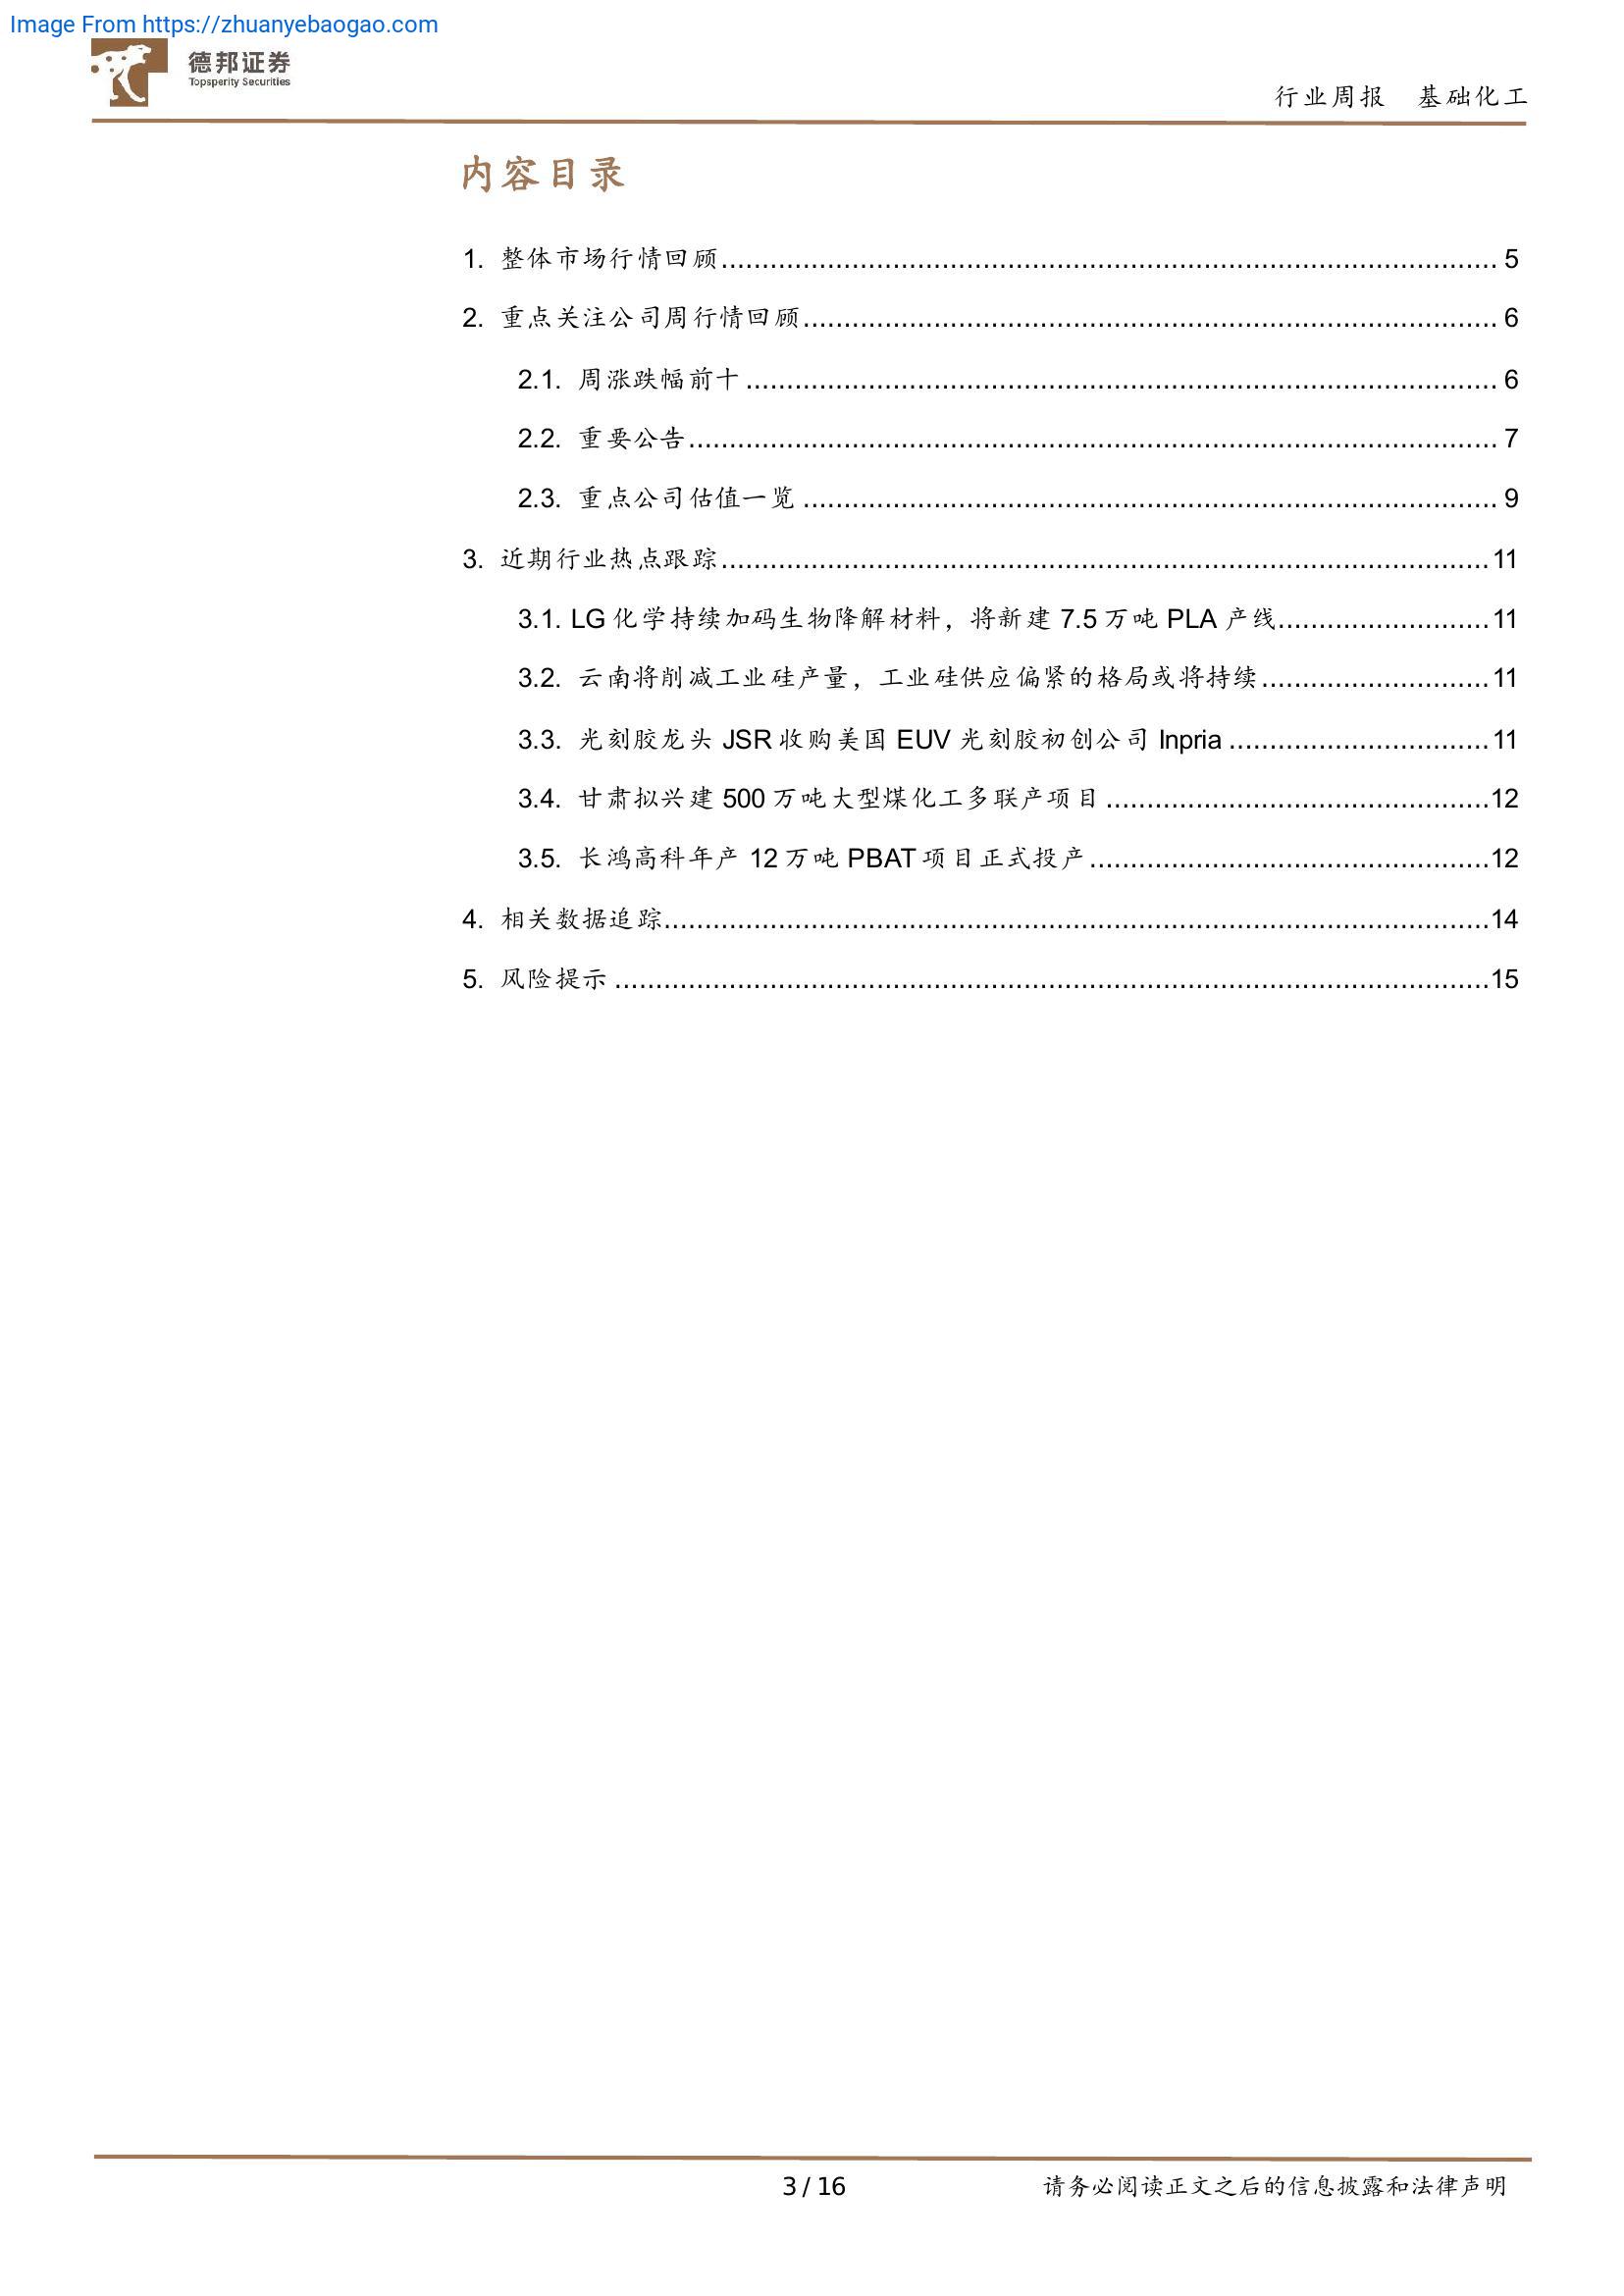 Image From https://zhuanyebaogao.com
德邦证券
Topsperity Securities
行业周报 基础化工
内容目录
1. 整体市场行情回顾 5
2. 重点关注公司周行情回顾 6
2.1. 周涨跌幅前十 6
2.2. 重要公告 7
2.3. 重点公司估值一览 9
3. 近期行业热点跟踪 11
3.1. LG 化学持续加码生物降解材料，将新建 7.5 万吨 PLA 产线 11
3.2. 云南将削减工业硅产量，工业硅供应偏紧的格局或将持续 11
3.3. 光刻胶龙头 JSR 收购美国 EUV 光刻胶初创公司 Inpria 11
3.4. 甘肃拟兴建 500 万吨大型煤化工多联产项目 12
3.5. 长鸿高科年产 12 万吨 PBAT 项目正式投产 12
4. 相关数据追踪 14
5. 风险提示 15
3 / 16
请务必阅读正文之后的信息披露和法律声明